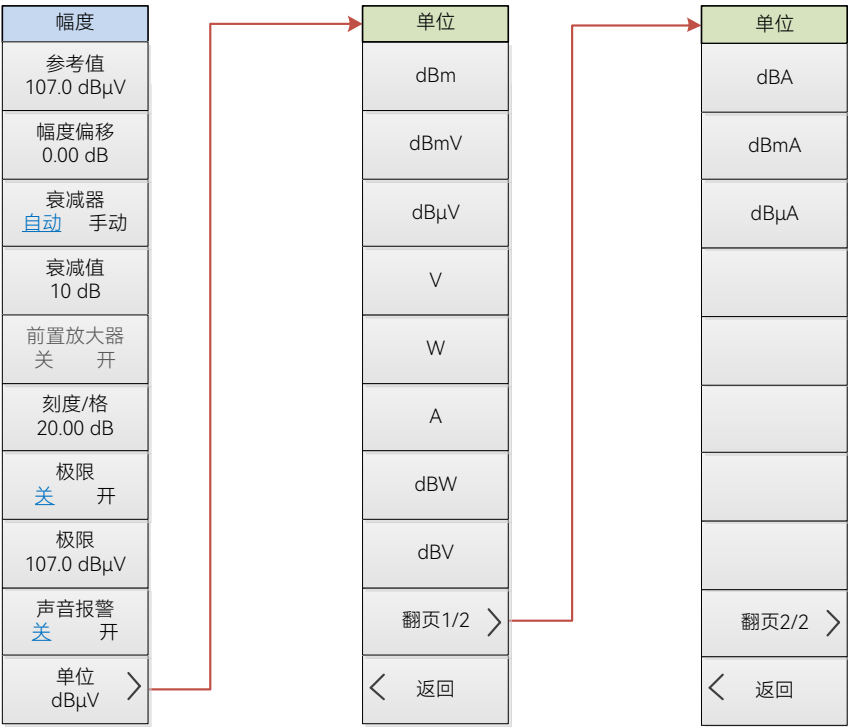 幅度
参考值
107.0 dBµV
幅度偏移
0.00 dB
衰减器
自动 手动
衰减值
10 dB
前置放大器
关 开
刻度/格
20.00 dB
极限
关 开
极限
107.0 dBµV
声音报警
关 开
单位
dBµV
单位
dBm
dBmV
dBµV
V
W
A
dBW
dBV
翻页1/2
返回
单位
dBA
dBmA
dBµA
翻页2/2
返回